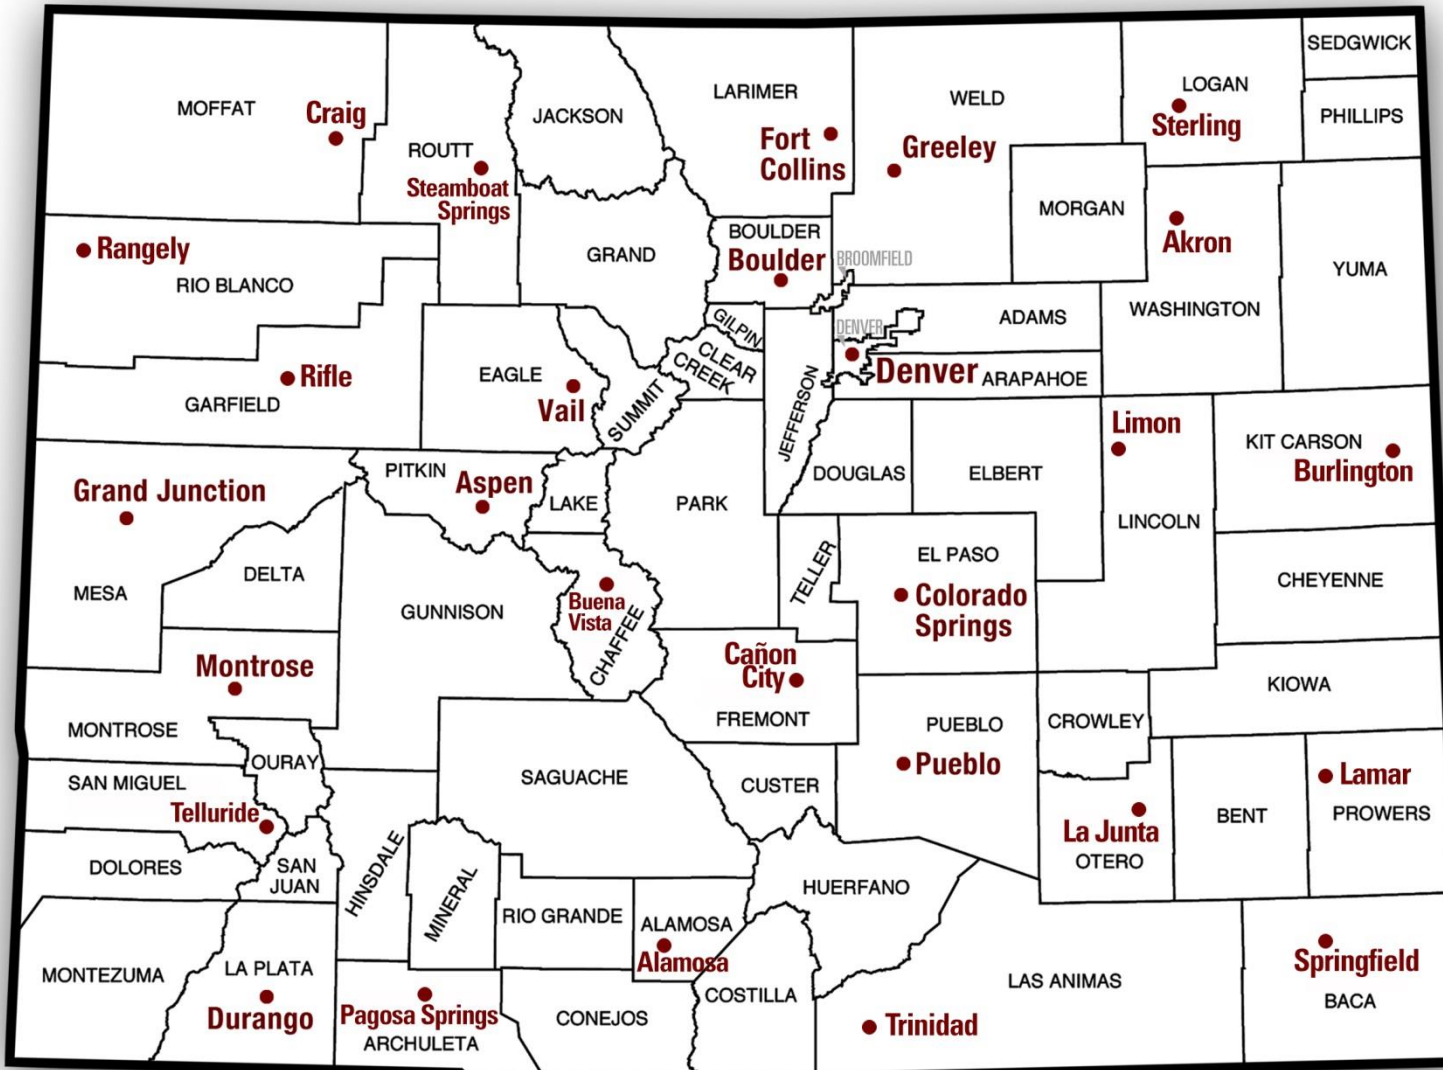 SEDGWICK
LOGAN
LARIMER
WELD
MOFFAT
Craig
JACKSON
PHILLIPS
Sterling
Fort
Collins
Greeley
ROUTT
Steamboat
Springs
MORGAN
Akron
BOULDER
Boulder
BROOMFIELD
Rangely
GRAND
RIO BLANCO
YUMA
WASHINGTON
ADAMS
GILPIN
DENVER
CLEAR
CREEK
Denver
ARAPAHOE
Rifle
GARFIELD
EAGLE
Vail
SUMMIT
JEFFERSON
Limon
KIT CARSON
Burlington
PITKIN
Aspen
LAKE
PARK
DOUGLAS
ELBERT
Grand Junction
LINCOLN
MESA
DELTA
GUNNISON
Buena
Vista
CHAFFEE
TELLER
EL PASO
Colorado
Springs
CHEYENNE
Montrose
MONTROSE
Cañon
City
FREMONT
KIOWA
PUEBLO
Pueblo
CROWLEY
OURAY
SAN MIGUEL
Telluride
SAGUACHE
CUSTER
Lamar
PROWERS
BENT
La Junta
OTERO
DOLORES
SAN
JUAN
HINSDALE
MINERAL
RIO GRANDE
ALAMOSA
Alamosa
HUERFANO
MONTEZUMA
LA PLATA
Durango
Pagosa Springs
ARCHULETA
CONEJOS
COSTILLA
LAS ANIMAS
Trinidad
Springfield
BACA